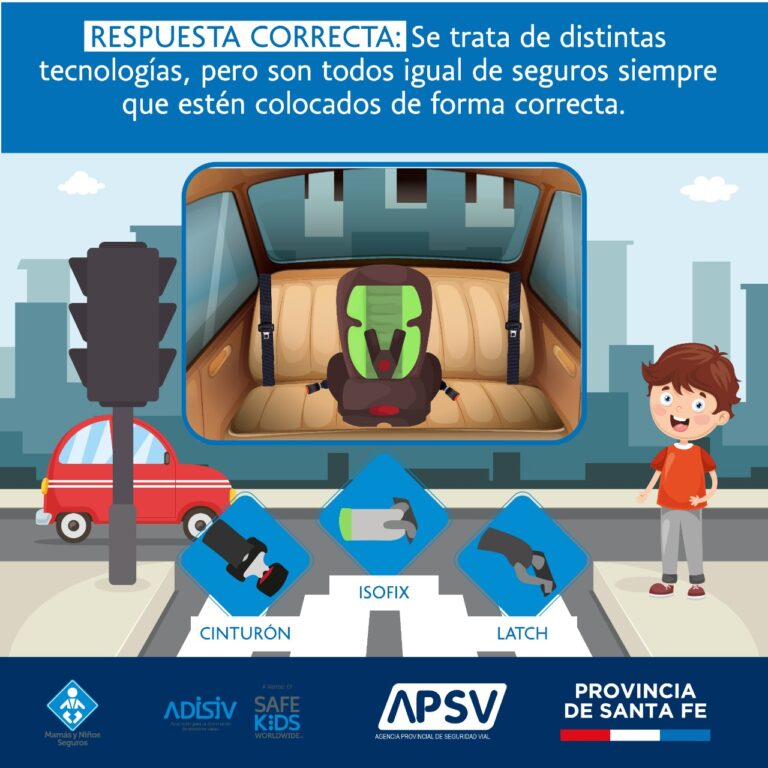 RESPUESTA CORRECTA: Se trata de distintas
tecnologías, pero son todos igual de seguros siempre
que estén colocados de forma correcta.
ISOFIX
CINTURÓN
LATCH
Mamás y Niños
Seguros
ADISIV
SAFE
KIDS
WORLDWIDE
APSV
AGENCIA PROVINCIAL DE SEGURIDAD VIAL
PROVINCIA
DE SANTA FE